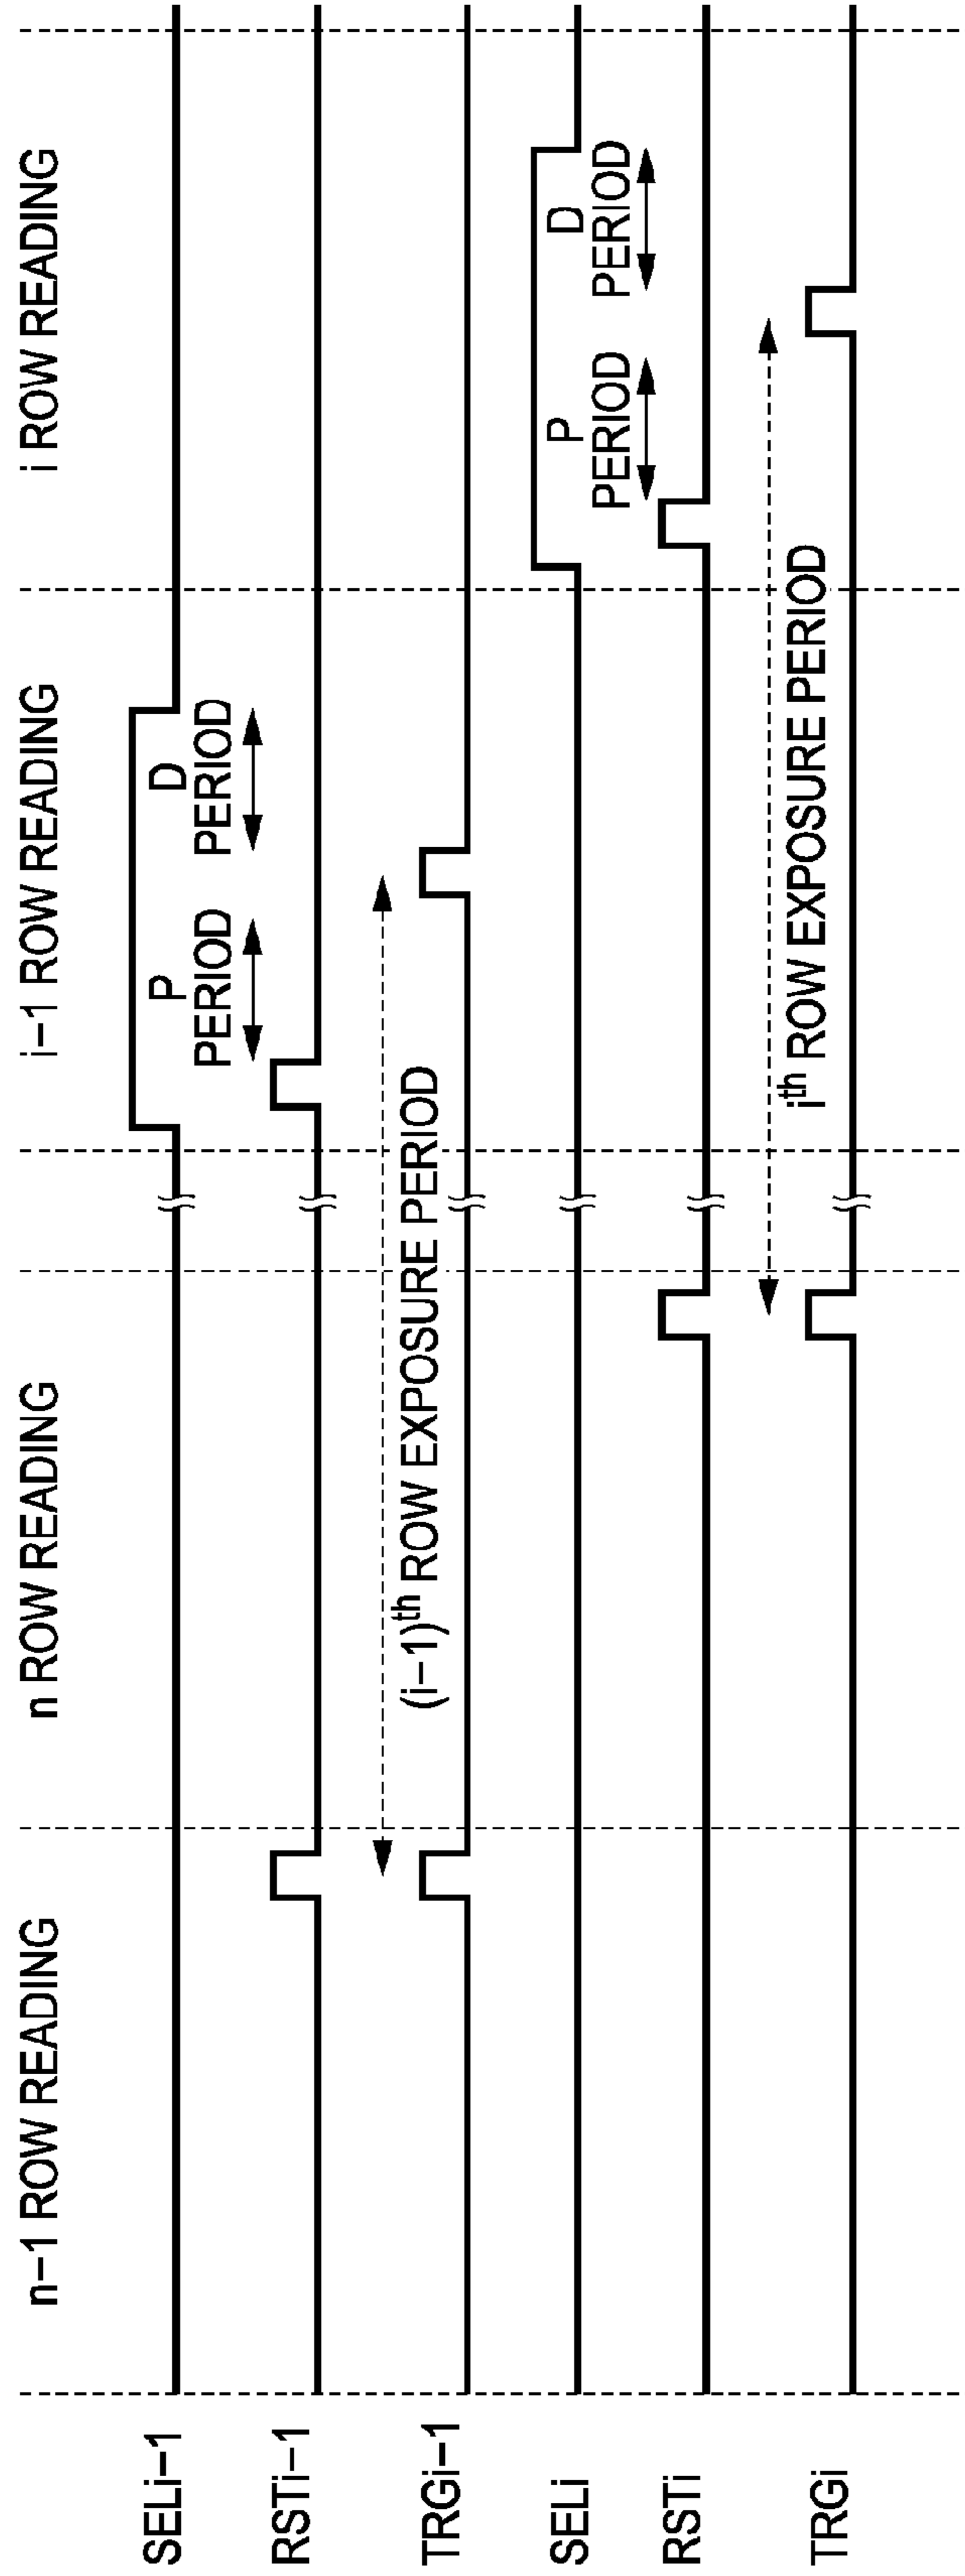 n−1 ROW READING
n ROW READING
i−1 ROW READING
i ROW READING
SELi−1
P PERIOD
D PERIOD
RSTi−1
(i−1)th ROW EXPOSURE PERIOD
TRGi−1
SELi
P PERIOD
D PERIOD
RSTi
ith ROW EXPOSURE PERIOD
TRGi